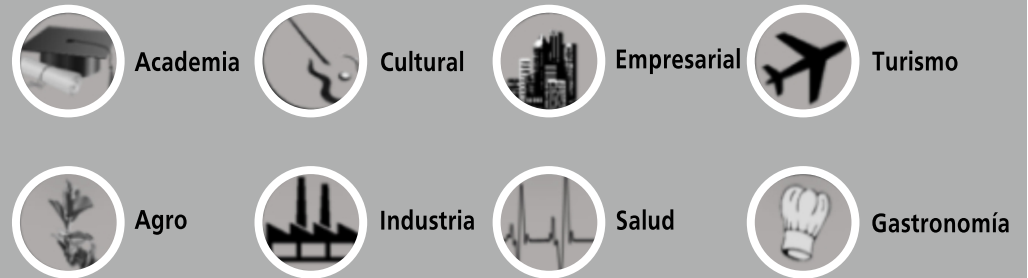 Academia
Cultural
Empresarial
Turismo
Agro
Industria
Salud
Gastronomía